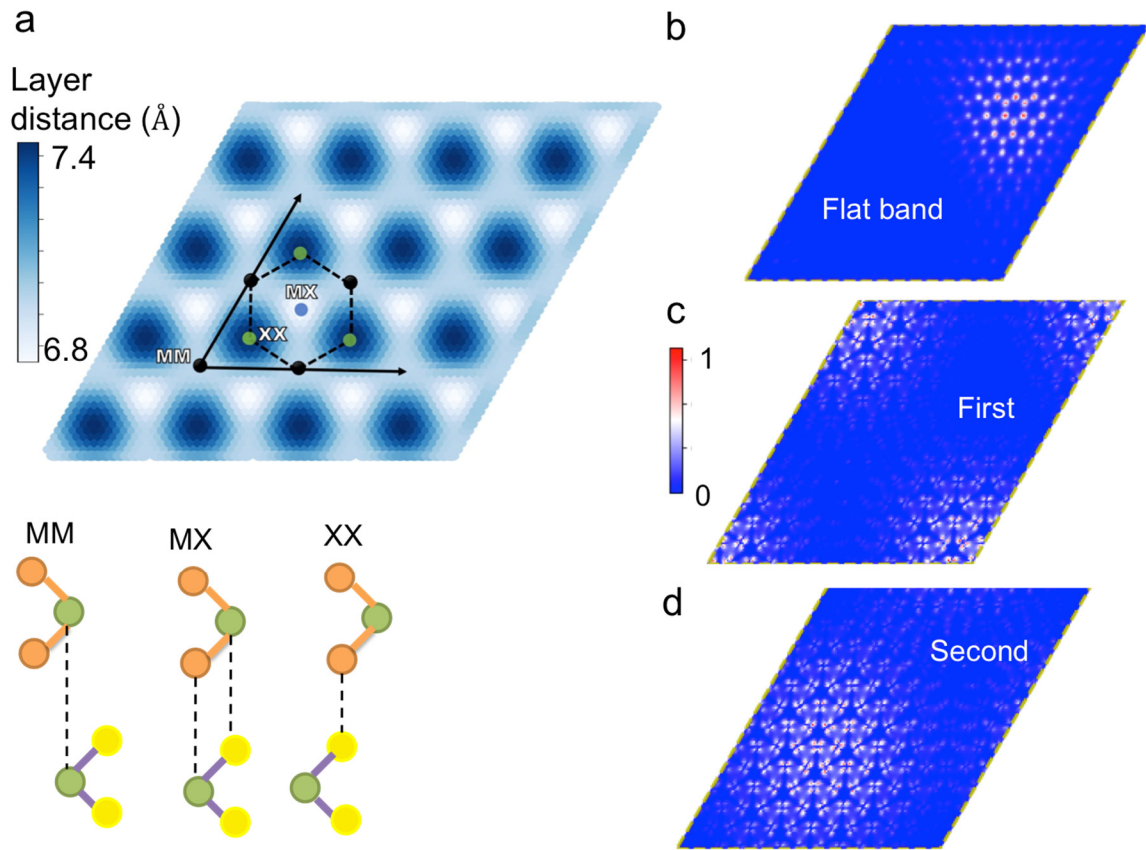 a
Layer
distance (Å)
7.4
6.8
MX
XX
MM
MM
MX
XX
b
Flat band
c
1
0
First
d
Second